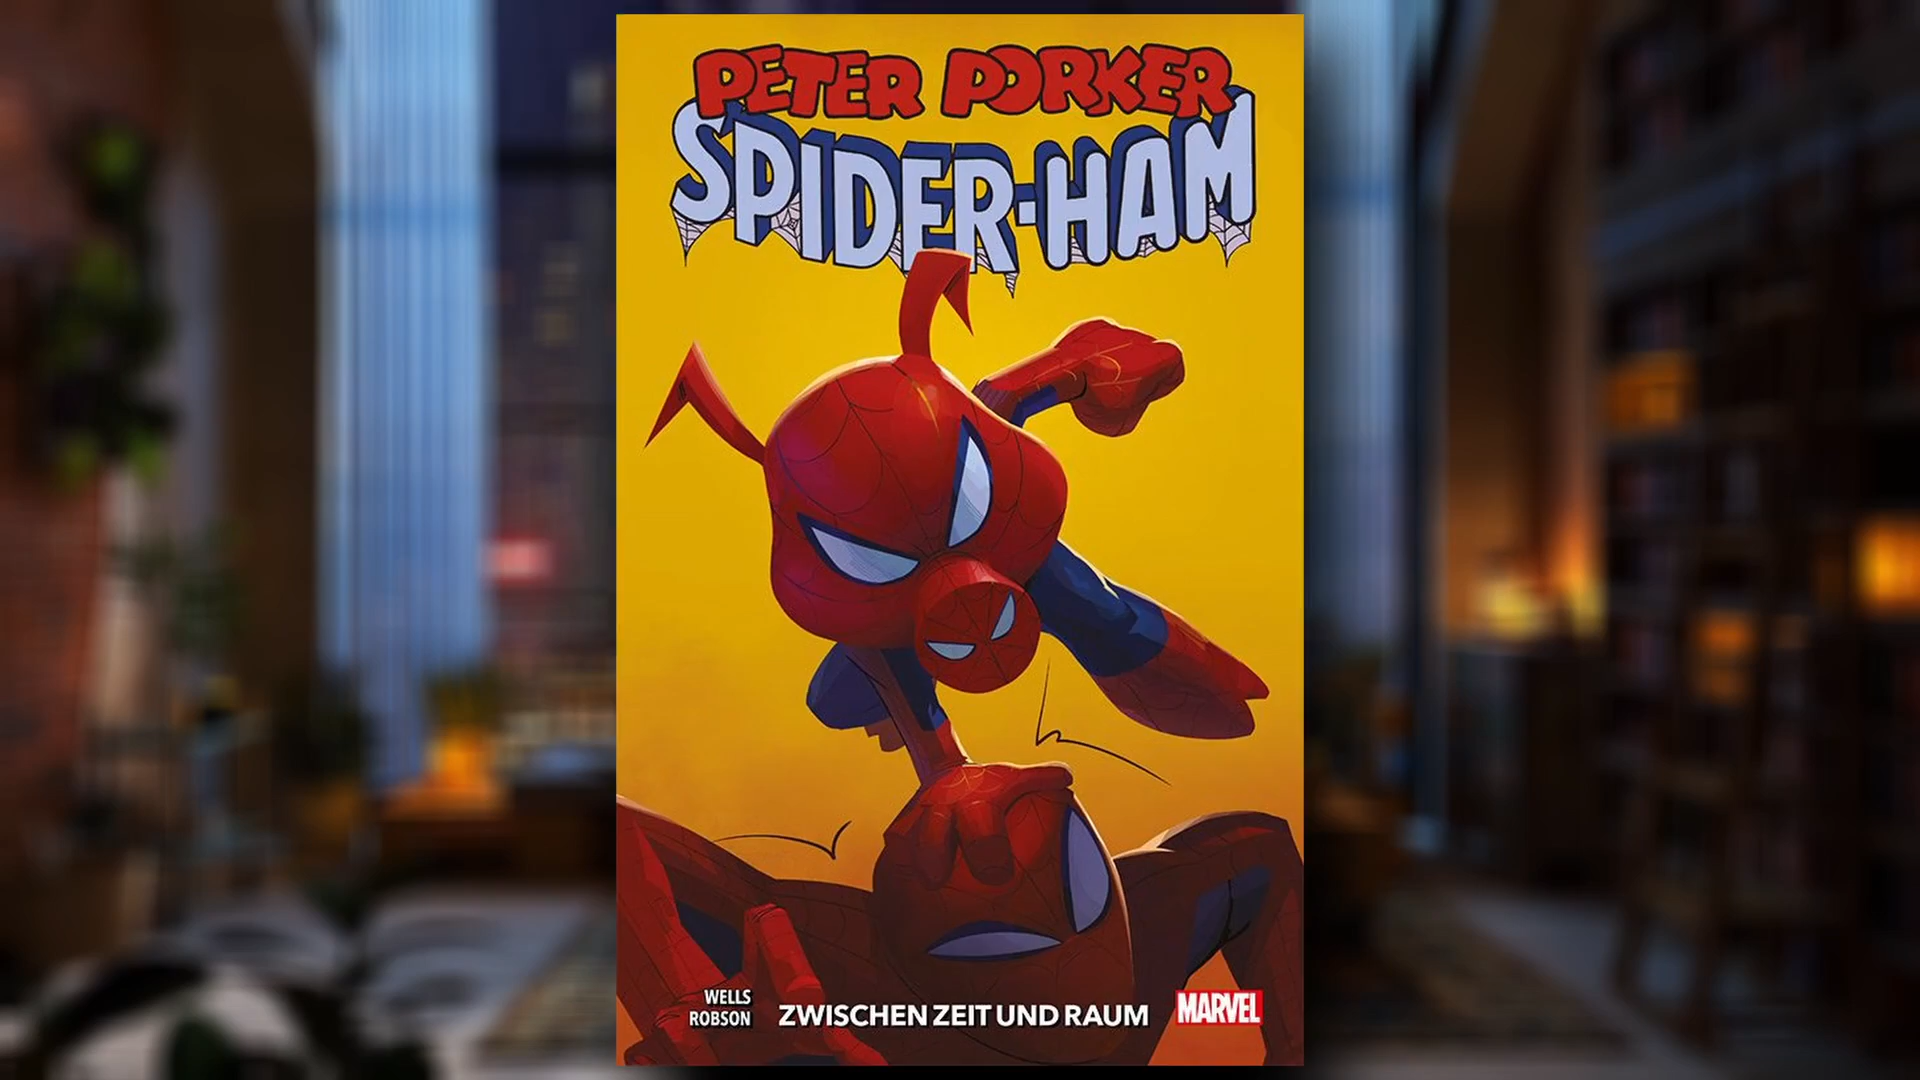 PETER PORKER
SPIDER-HAM
WELLS
ROBSON
ZWISCHEN ZEIT UND RAUM
MARVEL